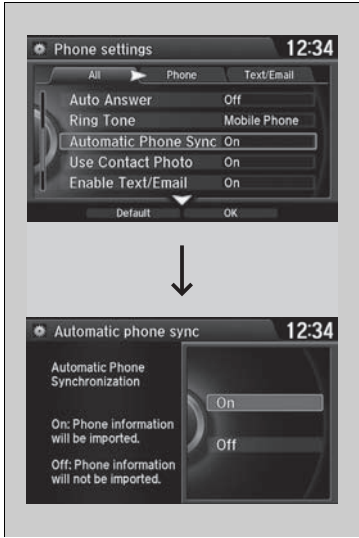 Phone settings 12:34
All Phone Text/Email
Auto Answer Off
Ring Tone Mobile Phone
Automatic Phone Sync On
Use Contact Photo On
Enable Text/Email On
Default OK
Automatic phone sync 12:34
Automatic Phone
Synchronization
On: Phone information
will be imported.
Off: Phone information
will not be imported.
On
Off